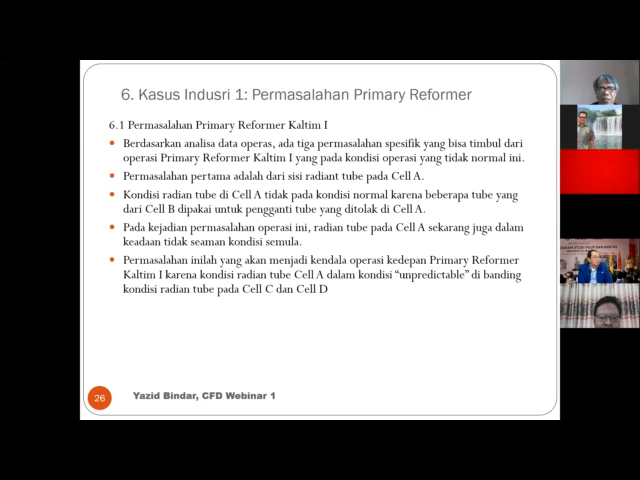 6. Kasus Indusri 1: Permasalahan Primary Reformer
6.1 Permasalahan Primary Reformer Kaltim I
Berdasarkan analisa data operas, ada tiga permasalahan spesifik yang bisa timbul dari
operasi Primary Reformer Kaltim I yang pada kondisi operasi yang tidak normal ini.
Permasalahan pertama adalah dari sisi radiant tube pada Cell A.
Kondisi radian tube di Cell A tidak pada kondisi normal karena beberapa tube yang
dari Cell B dipakai untuk pengganti tube yang ditolak di Cell A.
Pada kejadian permasalahan operasi ini, radian tube pada Cell A sekarang juga dalam
keadaan tidak seaman kondisi semula.
Permasalahan inilah yang akan menjadi kendala operasi kedepan Primary Reformer
Kaltim I karena kondisi radian tube Cell A dalam kondisi “unpredictable” di banding
kondisi radian tube pada Cell C dan Cell D
26
Yazid Bindar, CFD Webinar 1